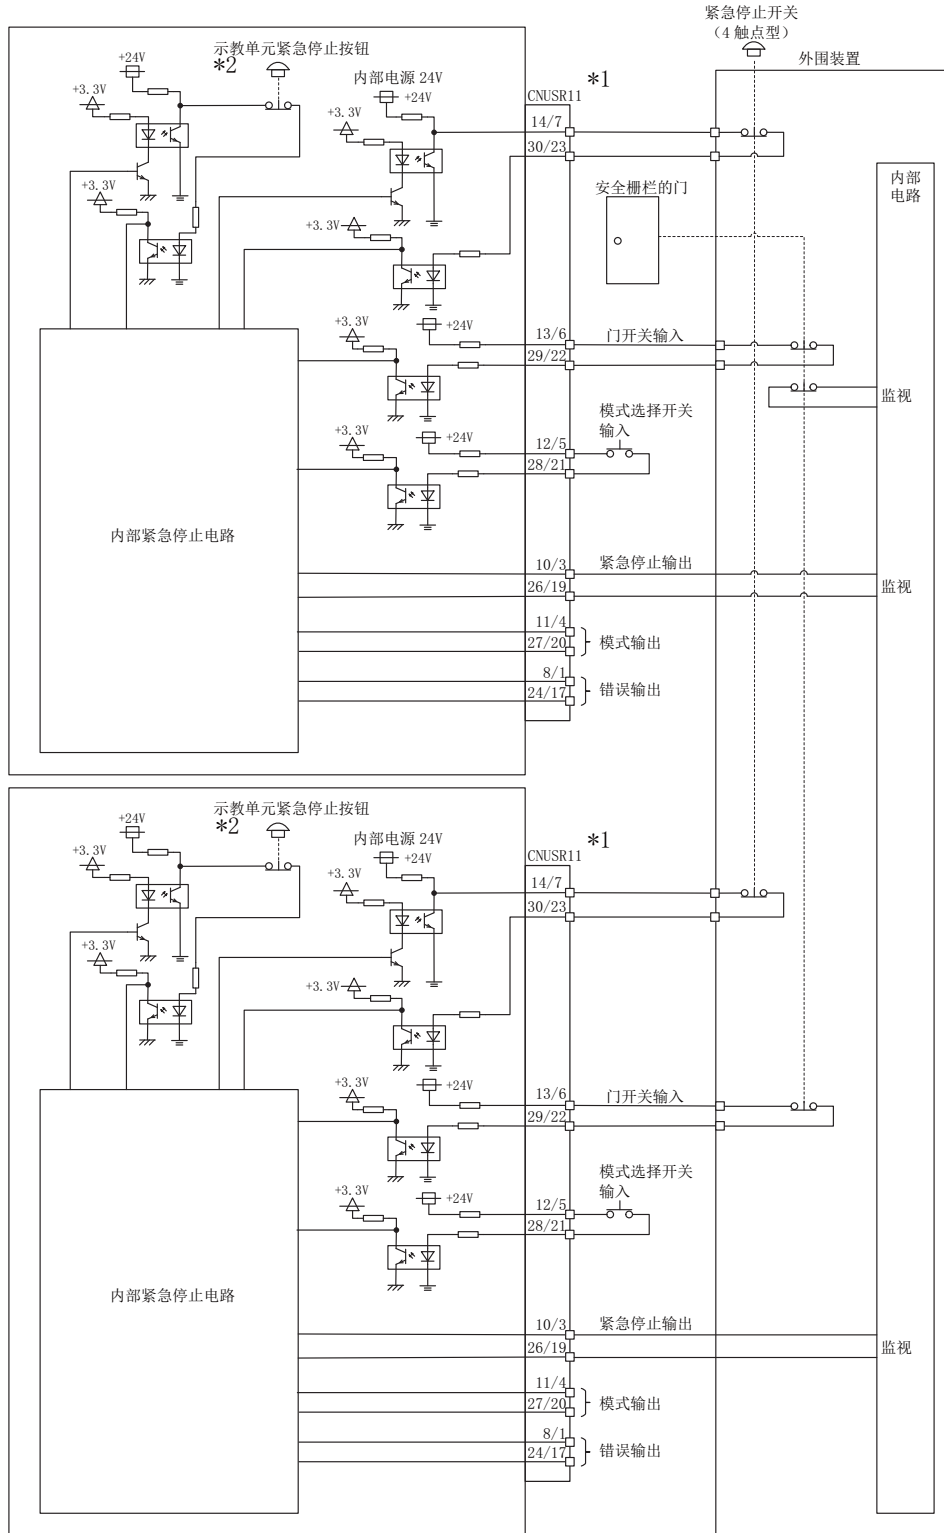 紧急停止开关
（4 触点型）
外围装置
内部
电路
示教单元紧急停止按钮
*2
+24V
+3.3V
内部电源 24V
+24V
+3.3V
CNUSR11
*1
14/7
30/23
+3.3V
+3.3V
安全栅栏的门
+3.3V
+24V
13/6
门开关输入
29/22
监视
+3.3V
+24V
12/5
模式选择开关
输入
28/21
内部紧急停止电路
10/3
紧急停止输出
26/19
监视
11/4
27/20
模式输出
8/1
24/17
错误输出
示教单元紧急停止按钮
*2
+24V
+3.3V
内部电源 24V
+24V
+3.3V
CNUSR11
*1
14/7
30/23
+3.3V
+3.3V
+3.3V
+24V
13/6
门开关输入
29/22
+3.3V
+24V
12/5
模式选择开关
输入
28/21
内部紧急停止电路
10/3
紧急停止输出
26/19
监视
11/4
27/20
模式输出
8/1
24/17
错误输出